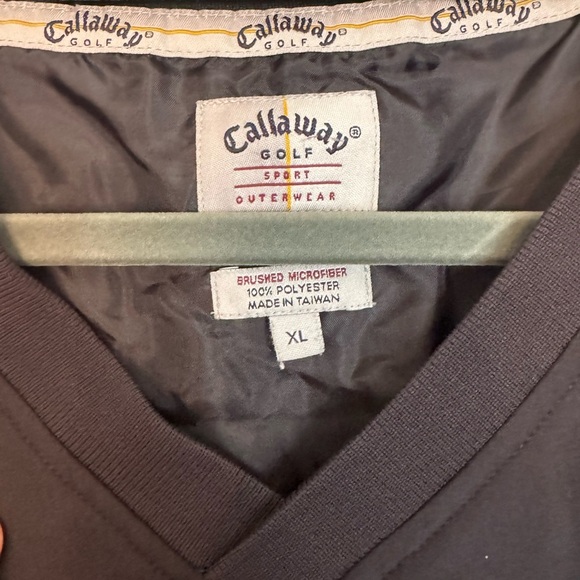 Callaway
GOLF
Callaway
GOLF
Callaway
GOLF
Callaway®
GOLF
SPORT
OUTERWEAR
BRUSHED MICROFIBER
100% POLYESTER
MADE IN TAIWAN
XL